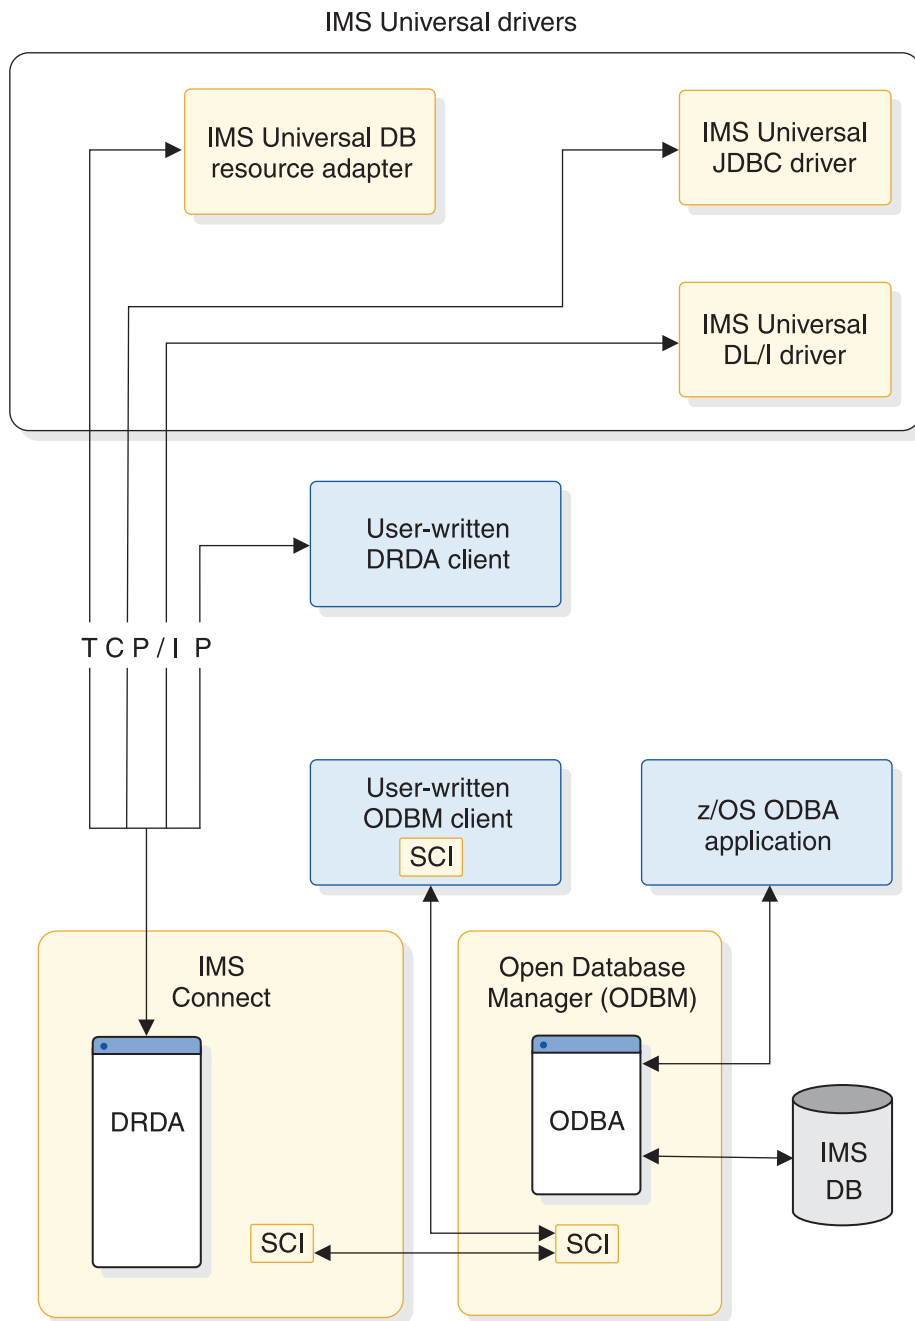 IMS Universal drivers
IMS Universal DB
resource adapter
IMS Universal
JDBC driver
IMS Universal
DL/I driver
User-written
DRDA client
TCP/IP
User-written
ODBM client
SCI
z/OS ODBA
application
IMS
Connect
DRDA
SCI
Open Database
Manager (ODBM)
ODBA
SCI
IMS
DB